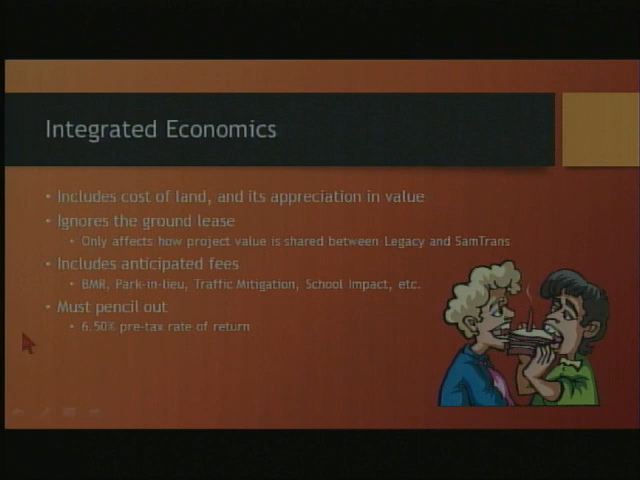 Integrated Economics
• Includes cost of land, and its appreciation in value
• Ignores the ground lease
• Only affects how project value is shared between Legacy and SamTrans
• Includes anticipated fees
• BMR, Park-in-lieu, Traffic Mitigation, School Impact, etc.
• Must pencil out
• 6.50% pre-tax rate of return